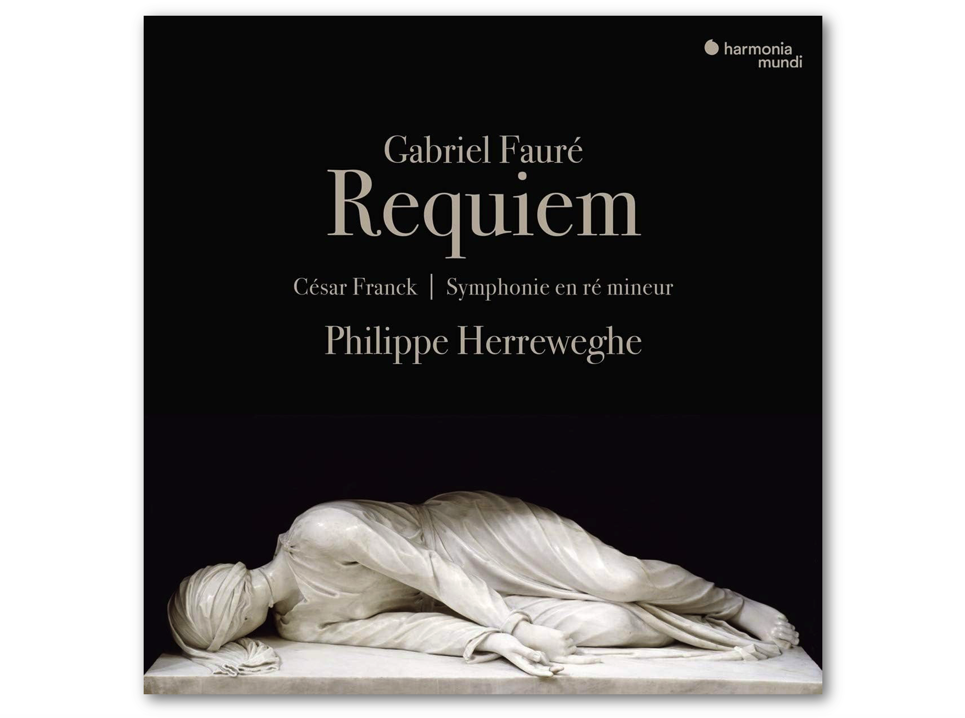 harmonia
mundi
Gabriel Fauré
Requiem
César Franck | Symphonie en ré mineur
Philippe Herreweghe